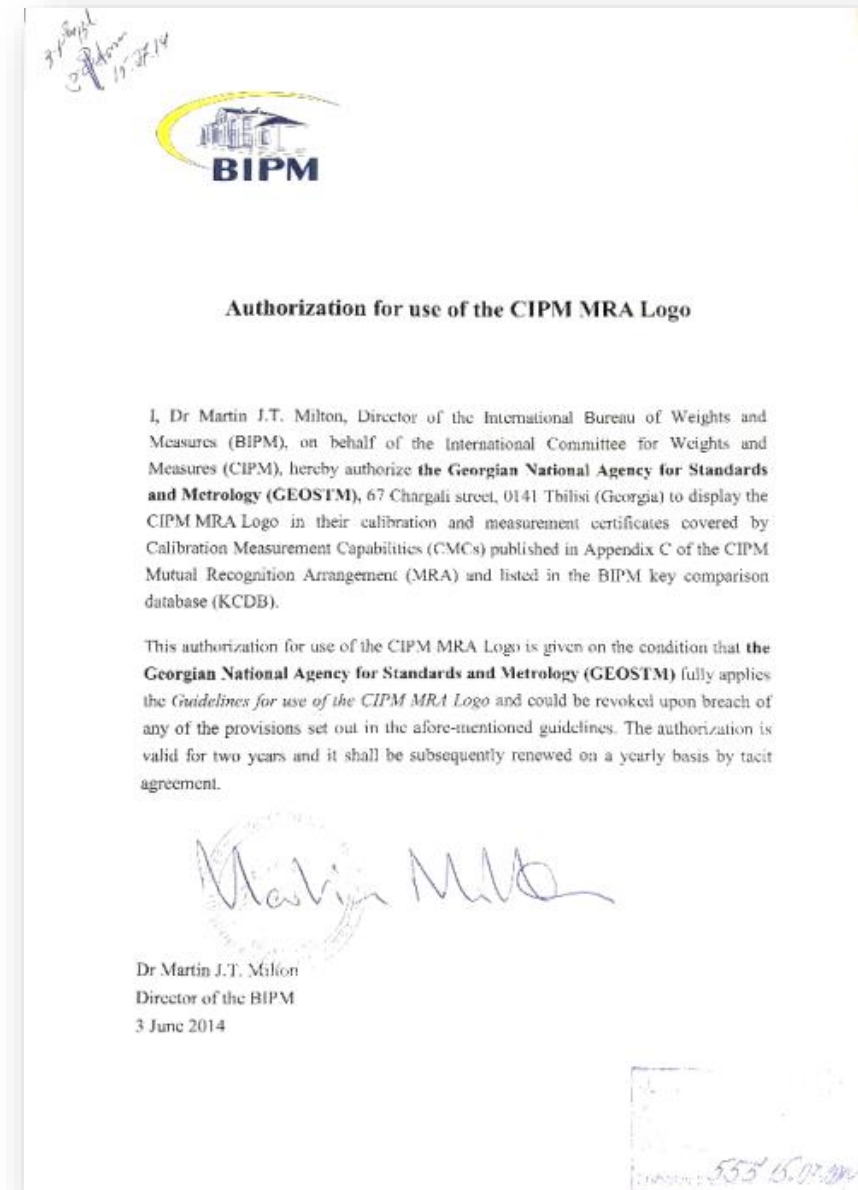 15.07.14
BIPM
Authorization for use of the CIPM MRA Logo
I, Dr Martin J.T. Milton, Director of the International Bureau of Weights and
Measures (BIPM), on behalf of the International Committee for Weights and
Measures (CIPM), hereby authorize the Georgian National Agency for Standards
and Metrology (GEOSTM), 67 Chargali street, 0141 Tbilisi (Georgia) to display the
CIPM MRA Logo in their calibration and measurement certificates covered by
Calibration Measurement Capabilities (CMCs) published in Appendix C of the CIPM
Mutual Recognition Arrangement (MRA) and listed in the BIPM key comparison
database (KCDB).
This authorization for use of the CIPM MRA Logo is given on the condition that the
Georgian National Agency for Standards and Metrology (GEOSTM) fully applies
the Guidelines for use of the CIPM MRA Logo and could be revoked upon breach of
any of the provisions set out in the afore-mentioned guidelines. The authorization is
valid for two years and it shall be subsequently renewed on a yearly basis by tacit
agreement.
Martin Milton
Dr Martin J.T. Milton
Director of the BIPM
3 June 2014
555 15.07.2014